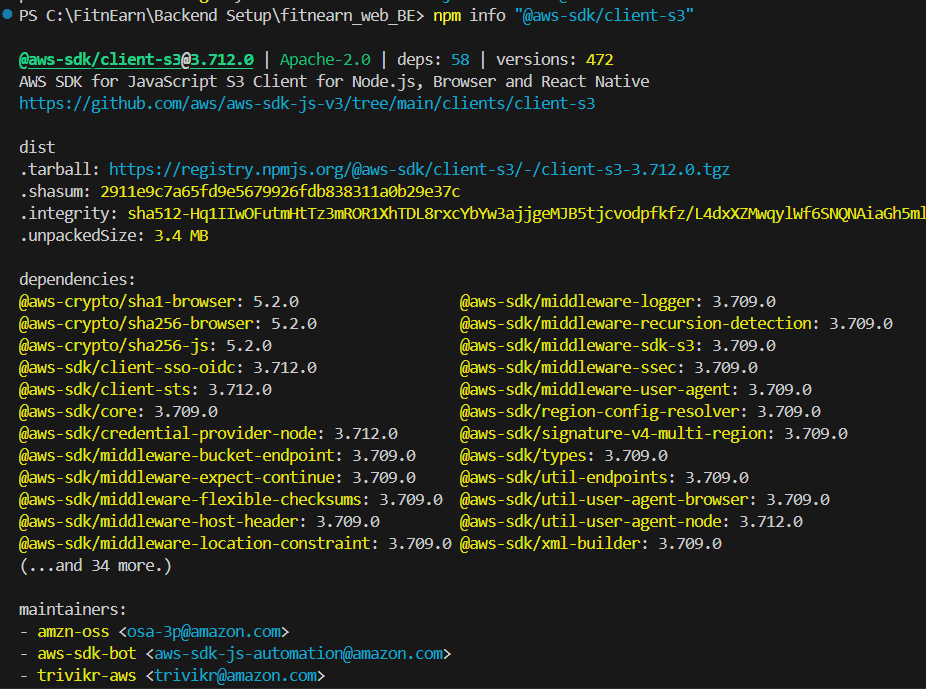 PS C:\FitnEarn\Backend Setup\fitnearn_web_BE> npm info "@aws-sdk/client-s3"
@aws-sdk/client-s3@3.712.0 | Apache-2.0 | deps: 58 | versions: 472
AWS SDK for JavaScript S3 Client for Node.js, Browser and React Native
https://github.com/aws/aws-sdk-js-v3/tree/main/clients/client-s3
dist
.tarball: https://registry.npmjs.org/@aws-sdk/client-s3/-/client-s3-3.712.0.tgz
.shasum: 2911e9c7a65fd9e5679926fdb838311a0b29e37c
.integrity: sha512-Hq1IIwOFutmHtTz3mROR1XhTDL8rxcYbYw3ajjgeMJB5tjcvodpfkfz/L4dxXZMwqylWf6SNQNAiaGh5ml
.unpackedSize: 3.4 MB
dependencies:
@aws-crypto/sha1-browser: 5.2.0 @aws-sdk/middleware-logger: 3.709.0
@aws-crypto/sha256-browser: 5.2.0 @aws-sdk/middleware-recursion-detection: 3.709.0
@aws-crypto/sha256-js: 5.2.0 @aws-sdk/middleware-sdk-s3: 3.709.0
@aws-sdk/client-sso-oidc: 3.712.0 @aws-sdk/middleware-ssec: 3.709.0
@aws-sdk/client-sts: 3.712.0 @aws-sdk/middleware-user-agent: 3.709.0
@aws-sdk/core: 3.709.0 @aws-sdk/region-config-resolver: 3.709.0
@aws-sdk/credential-provider-node: 3.712.0 @aws-sdk/signature-v4-multi-region: 3.709.0
@aws-sdk/middleware-bucket-endpoint: 3.709.0 @aws-sdk/types: 3.709.0
@aws-sdk/middleware-expect-continue: 3.709.0 @aws-sdk/util-endpoints: 3.709.0
@aws-sdk/middleware-flexible-checksums: 3.709.0 @aws-sdk/util-user-agent-browser: 3.709.0
@aws-sdk/middleware-host-header: 3.709.0 @aws-sdk/util-user-agent-node: 3.712.0
@aws-sdk/middleware-location-constraint: 3.709.0 @aws-sdk/xml-builder: 3.709.0
(...and 34 more.)
maintainers:
- amzn-oss <osa-3p@amazon.com>
- aws-sdk-bot <aws-sdk-js-automation@amazon.com>
- trivikr-aws <trivikr@amazon.com>